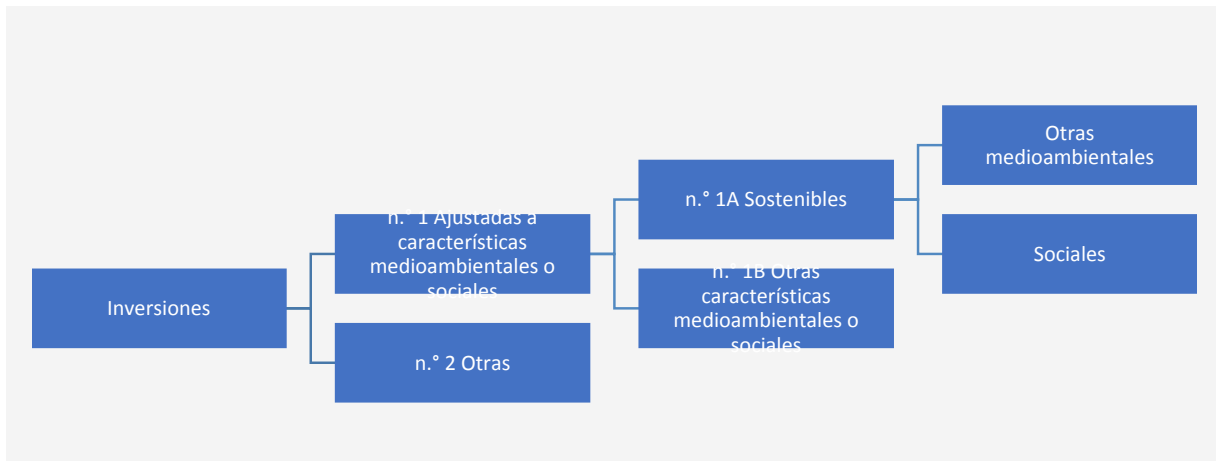 Otras
medioambientales
n.° 1A Sostenibles
n.° 1 Ajustadas a
características
medioambientales o
sociales
Sociales
n.° 1B Otras
características
medioambientales o
sociales
Inversiones
n.° 2 Otras